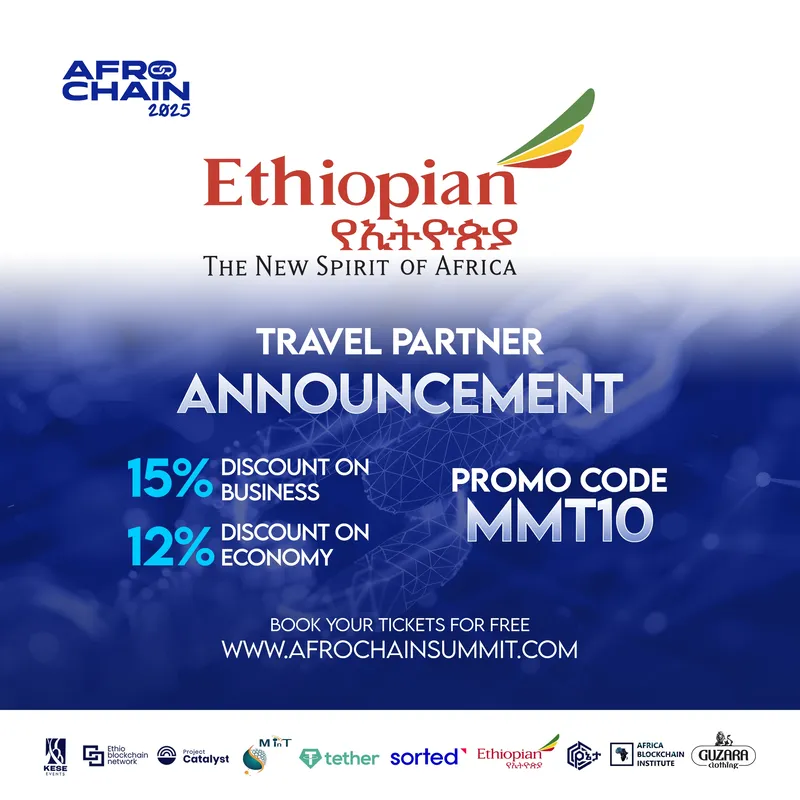 AFRO
CHAIN
2025
Ethiopian
የኢትዮጵያ
THE NEW SPIRIT OF AFRICA
TRAVEL PARTNER
ANNOUNCEMENT
15% DISCOUNT ON
BUSINESS
12% DISCOUNT ON
ECONOMY
PROMO CODE
MMT10
BOOK YOUR TICKETS FOR FREE
WWW.AFROCHAINSUMMIT.COM
KESE
EVENTS
Ethio
blockchain
network
Project
Catalyst
MInT
tether
sorted
Ethiopian
የኢትዮጵያ
AFRICA
BLOCKCHAIN
INSTITUTE
GUZARA
clothing